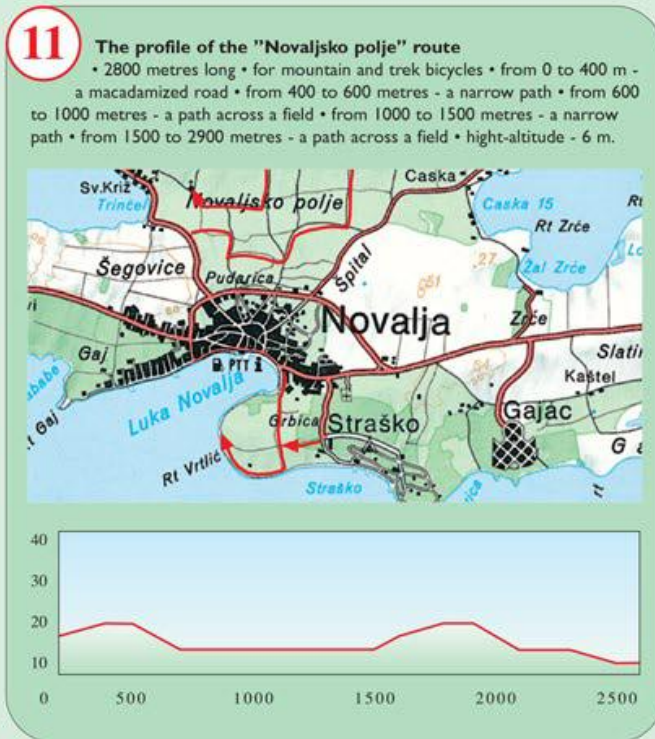 11
The profile of the "Novaljsko polje" route
• 2800 metres long • for mountain and trek bicycles • from 0 to 400 m -
a macadamized road • from 400 to 600 metres - a narrow path • from 600
to 1000 metres - a path across a field • from 1000 to 1500 metres - a narrow
path • from 1500 to 2900 metres - a path across a field • hight-altitude - 6 m.
Sv.Križ
Trinćel
Novaljsko polje
Caska
Caska 15
Rt Zrće
Šegovice
Pudarica
Špital
27
Žal Zrće
Novalja
Zrće
Gaj
PTT i
Slatin
Kaštel
Luka Novalja
Grbica
Straško
Gajac
Rt Vrtlić
Straško
rt
40
30
20
10
0 500 1000 1500 2000 2500